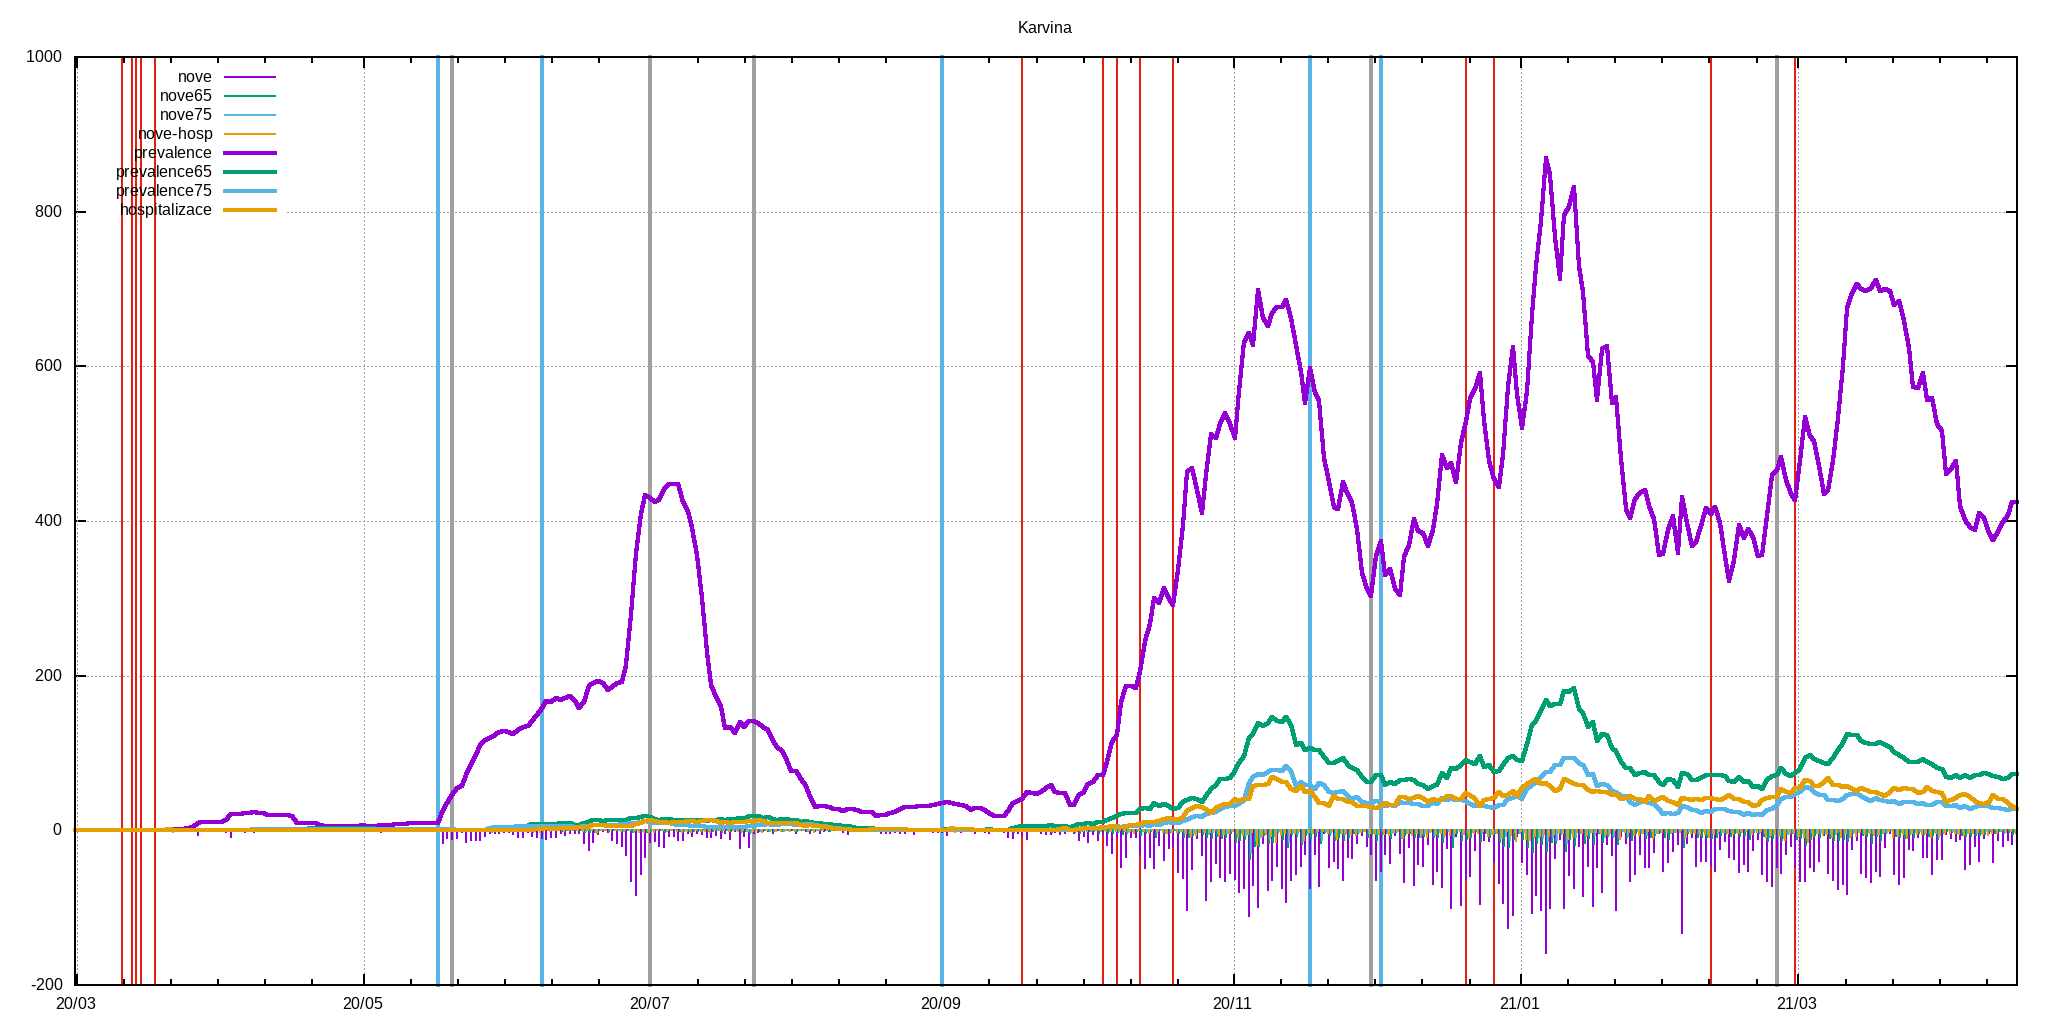 Karvina
1000
800
600
400
200
0
-200
nove
nove65
nove75
nove-hosp
prevalence
prevalence65
prevalence75
hospitalizace
20/03 20/05 20/07 20/09 20/11 21/01 21/03